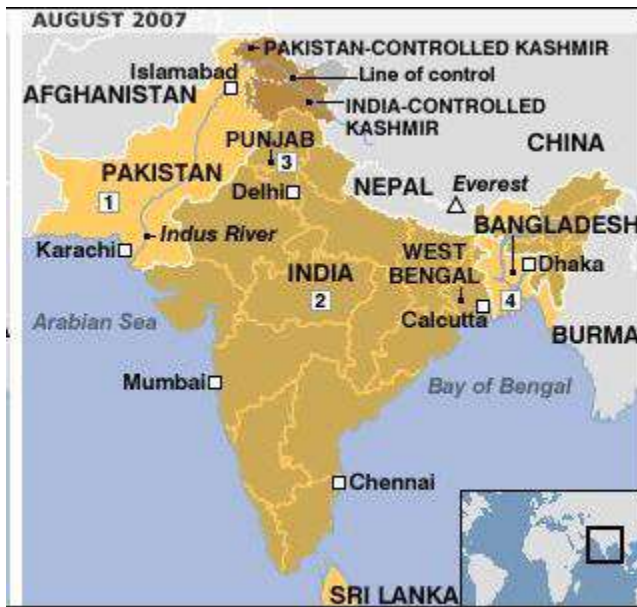 AUGUST 2007
PAKISTAN-CONTROLLED KASHMIR
Islamabad
Line of control
AFGHANISTAN
INDIA-CONTROLLED
KASHMIR
PUNJAB
CHINA
3
PAKISTAN
Delhi
NEPAL
Everest
1
BANGLADESH
Indus River
Karachi
WEST
BENGAL
Dhaka
INDIA
2
4
Calcutta
Arabian Sea
BURMA
Mumbai
Bay of Bengal
Chennai
SRI LANKA